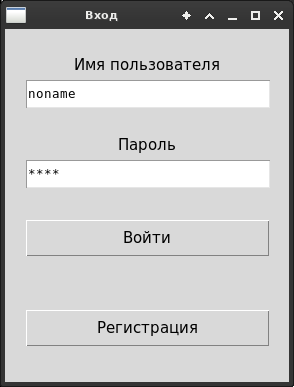 Вход
Имя пользователя
noname
Пароль
****
Войти
Регистрация